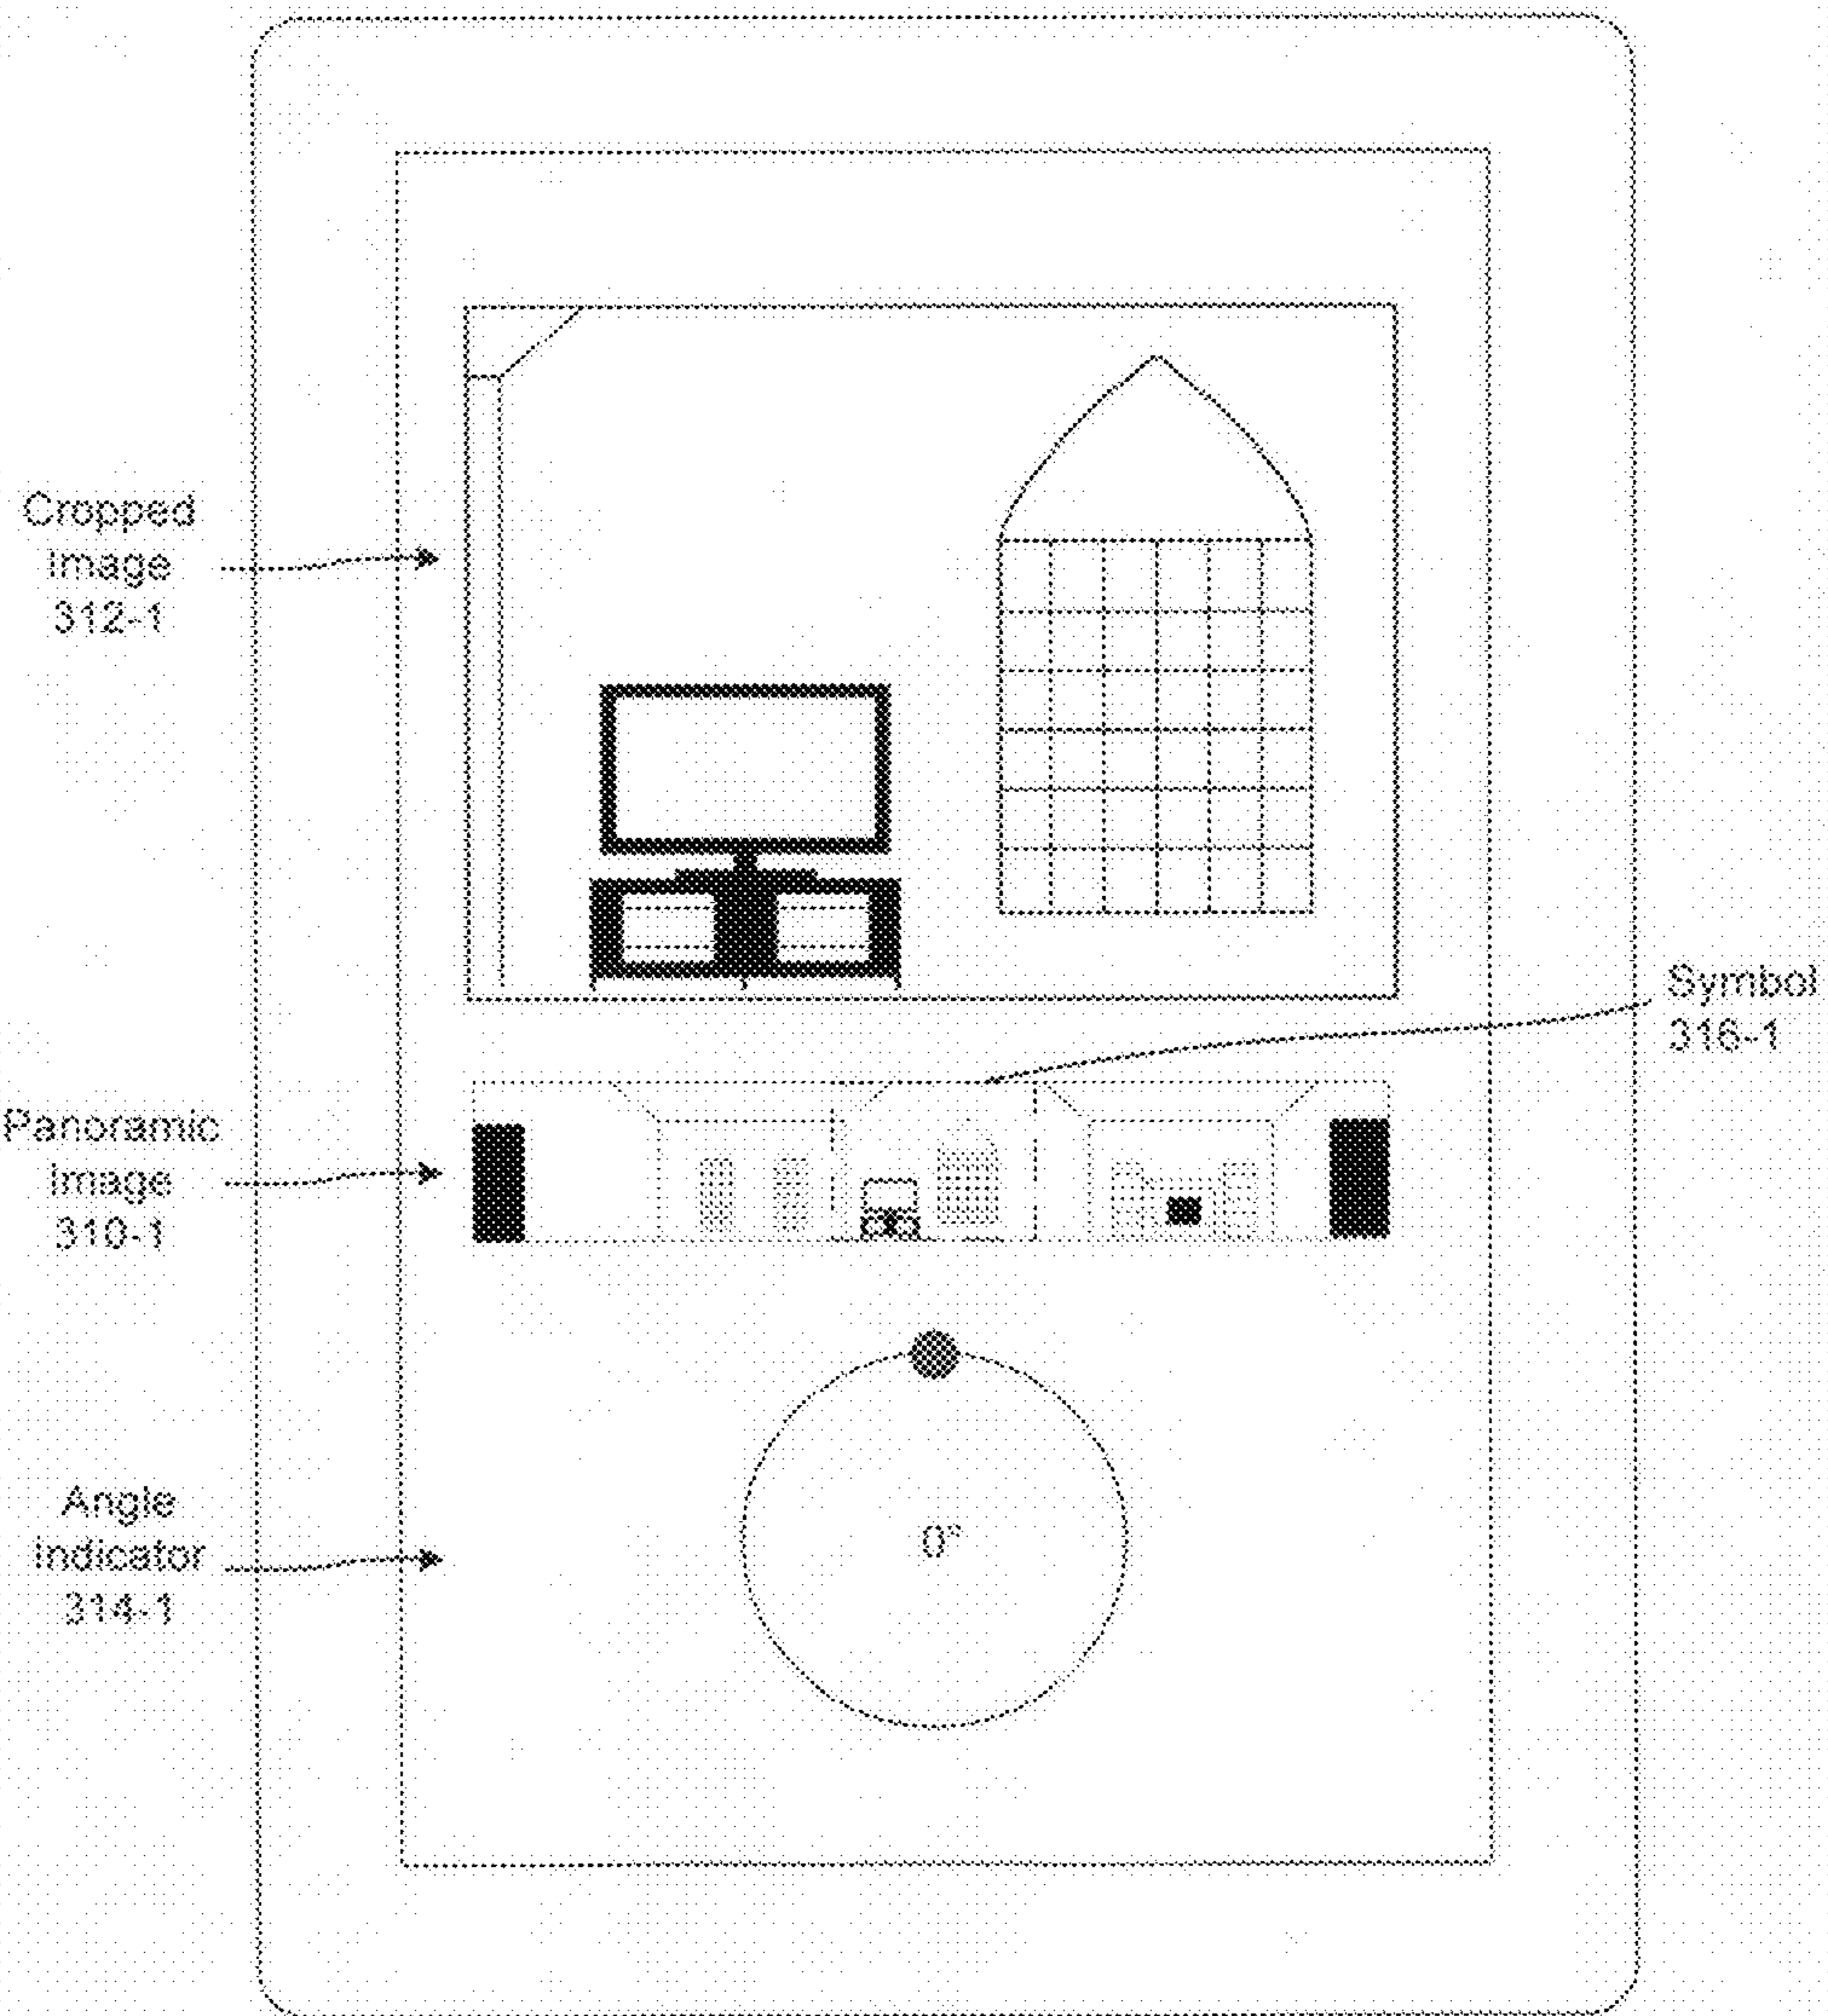 Cropped
Image
312-1
Symbol
316-1
Panoramic
Image
310-1
Angle
Indicator
314-1
0°